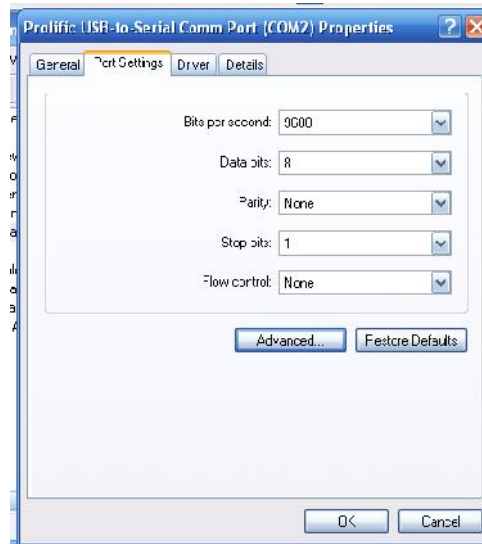 Prolific USB-to-Serial Comm Port (COM2) Properties
General Port Settings Driver Details
Bits per second: 9600
Data bits: 8
Parity: None
Stop bits: 1
Flow control: None
Advanced... Restore Defaults
OK Cancel